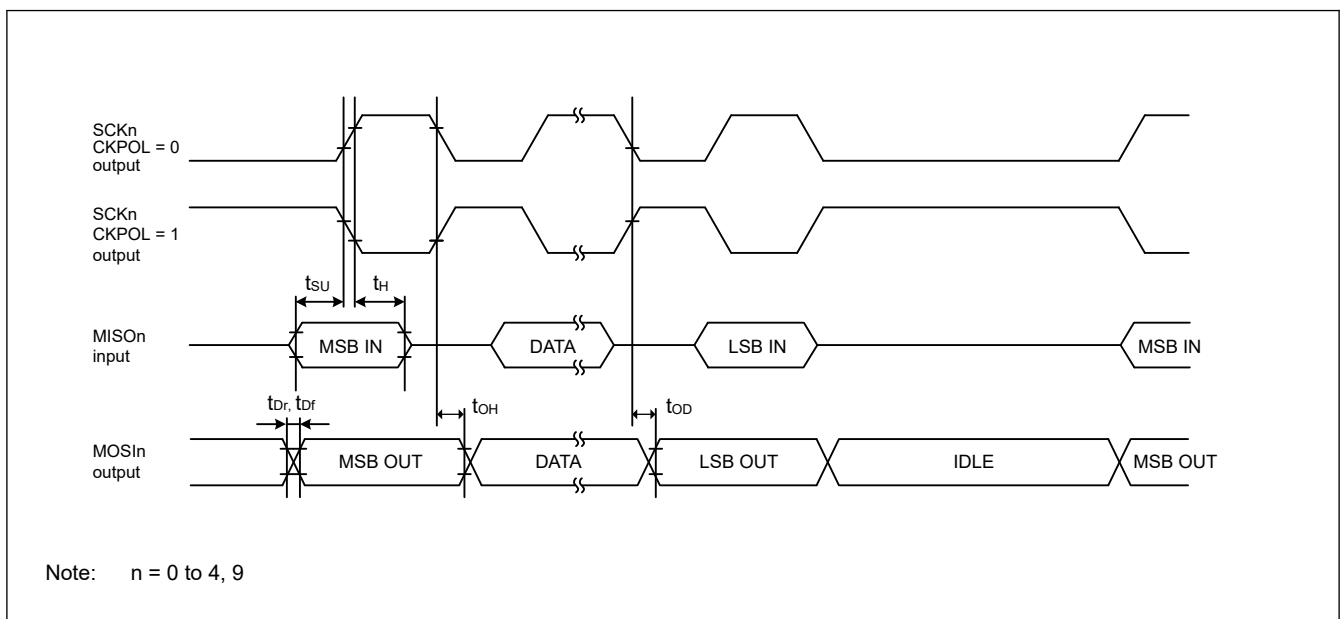 SCKn
CKPOL = 0
output
SCKn
CKPOL = 1
output
tSU
tH
MISOn
input
MSB IN
DATA
LSB IN
MSB IN
tDr, tDf
tOH
tOD
MOSIn
output
MSB OUT
DATA
LSB OUT
IDLE
MSB OUT
Note: n = 0 to 4, 9